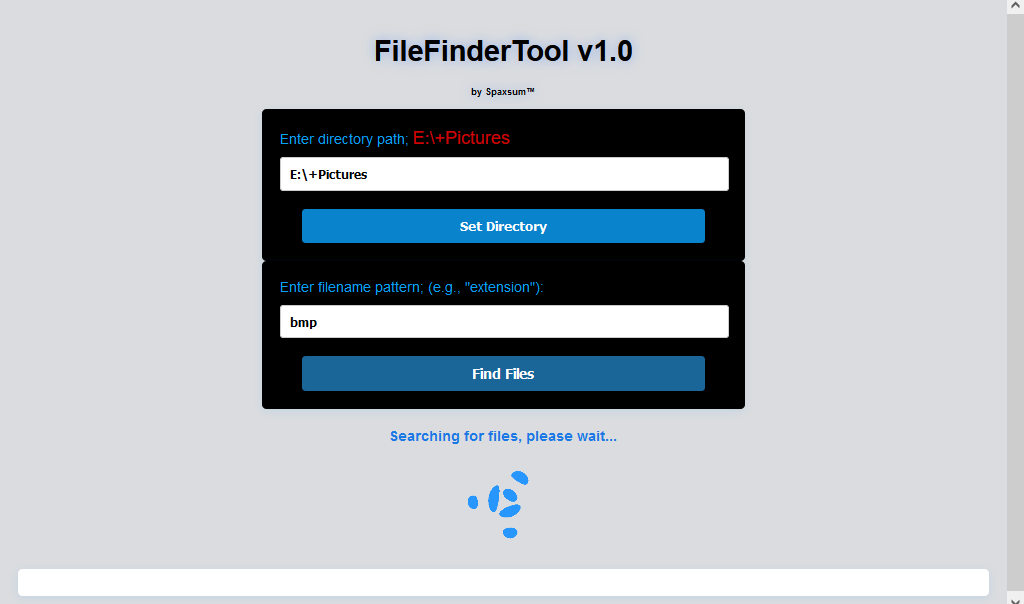 FileFinderTool v1.0
by Spaxsum™
Enter directory path; E:\+Pictures
E:\+Pictures
Set Directory
Enter filename pattern; (e.g., "extension"):
bmp
Find Files
Searching for files, please wait...